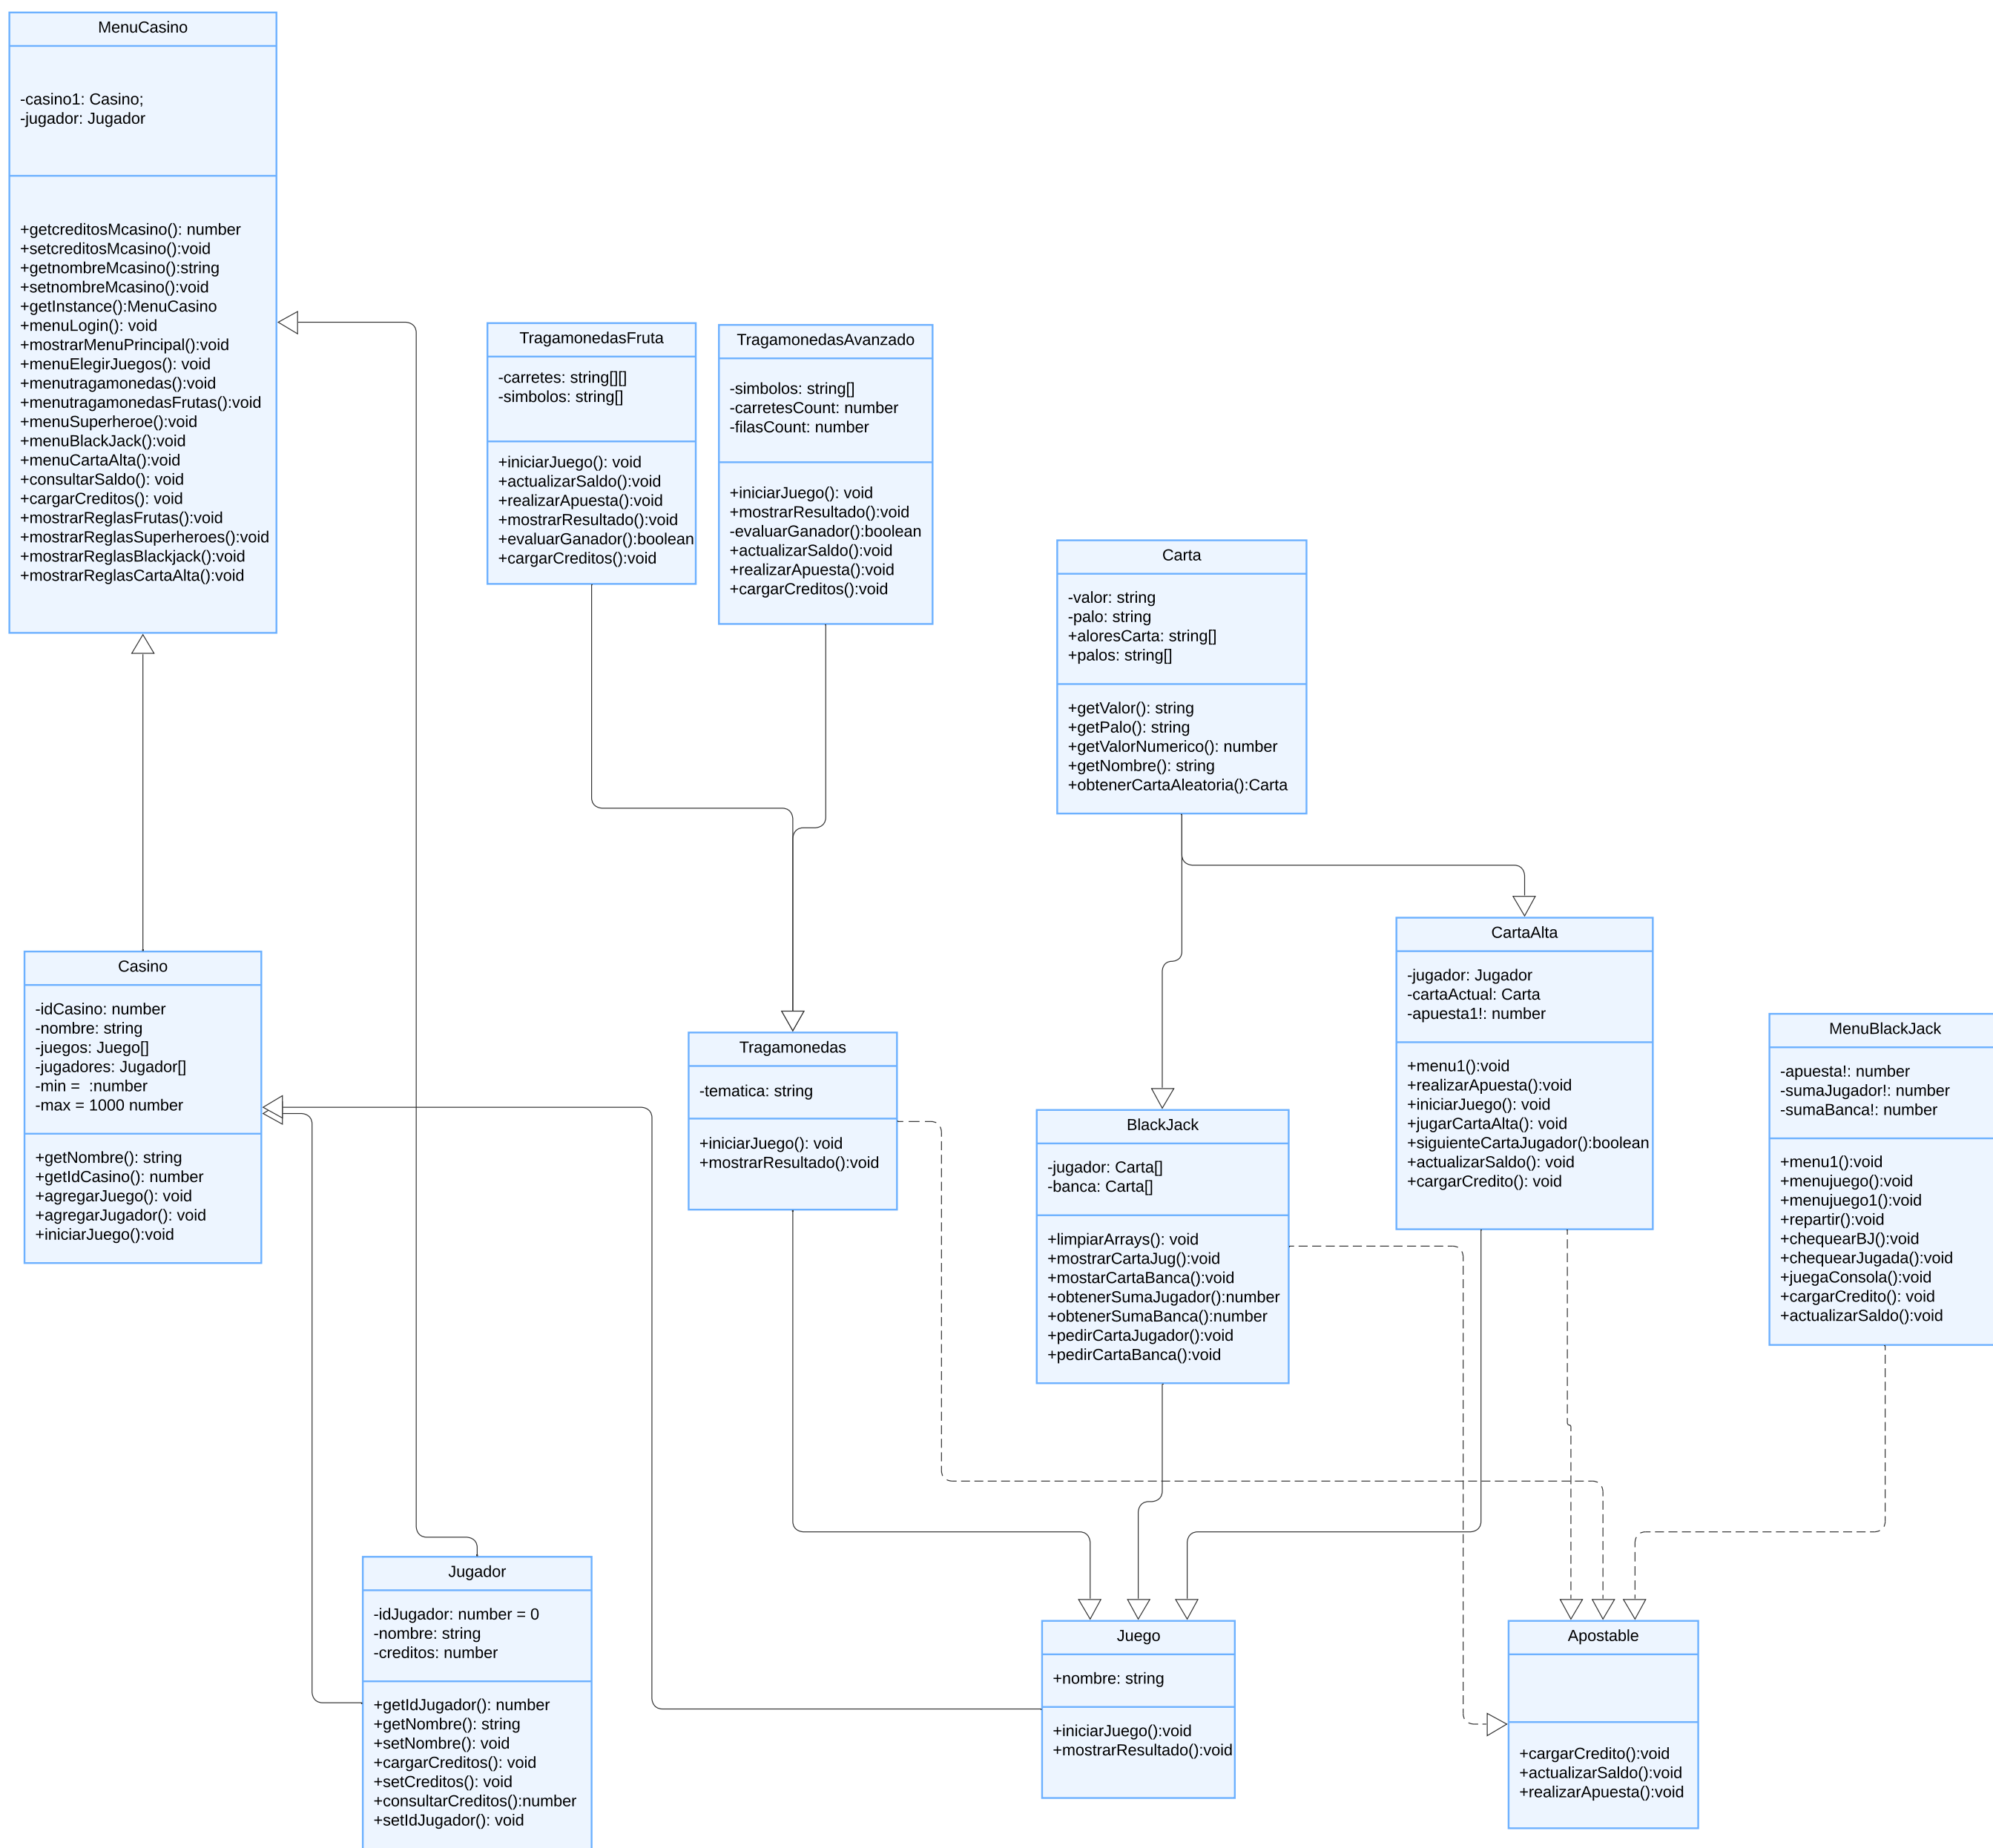 MenuCasino
-casino1: Casino;
-jugador: Jugador
+getcreditosMcasino(): number
+setcreditosMcasino():void
+getnombreMcasino():string
+setnombreMcasino():void
+getInstance():MenuCasino
+menuLogin(): void
+mostrarMenuPrincipal():void
+menuElegirJuegos(): void
+menutragamonedas():void
+menutragamonedasFrutas():void
+menuSuperheroe():void
+menuBlackJack():void
+menuCartaAlta():void
+consultarSaldo(): void
+cargarCreditos(): void
+mostrarReglasFrutas():void
+mostrarReglasSuperheroes():void
+mostrarReglasBlackjack():void
+mostrarReglasCartaAlta():void
TragamonedasFruta
-carretes: string[][]
-simbolos: string[]
+iniciarJuego(): void
+actualizarSaldo():void
+realizarApuesta():void
+mostrarResultado():void
+evaluarGanador():boolean
+cargarCreditos():void
TragamonedasAvanzado
-simbolos: string[]
-carretesCount: number
-filasCount: number
+iniciarJuego(): void
+mostrarResultado():void
-evaluarGanador():boolean
+actualizarSaldo():void
+realizarApuesta():void
+cargarCreditos():void
Carta
-valor: string
-palo: string
+aloresCarta: string[]
+palos: string[]
+getValor(): string
+getPalo(): string
+getValorNumerico(): number
+getNombre(): string
+obtenerCartaAleatoria():Carta
Casino
-idCasino: number
-nombre: string
-juegos: Juego[]
-jugadores: Jugador[]
-min =  :number
-max = 1000 number
+getNombre(): string
+getIdCasino(): number
+agregarJuego(): void
+agregarJugador(): void
+iniciarJuego():void
Tragamonedas
-tematica: string
+iniciarJuego(): void
+mostrarResultado():void
BlackJack
-jugador: Carta[]
-banca: Carta[]
+limpiarArrays(): void
+mostrarCartaJug():void
+mostarCartaBanca():void
+obtenerSumaJugador():number
+obtenerSumaBanca():number
+pedirCartaJugador():void
+pedirCartaBanca():void
CartaAlta
-jugador: Jugador
-cartaActual: Carta
-apuesta1!: number
+menu1():void
+realizarApuesta():void
+iniciarJuego(): void
+jugarCartaAlta(): void
+siguienteCartaJugador():boolean
+actualizarSaldo(): void
+cargarCredito(): void
MenuBlackJack
-apuesta!: number
-sumaJugador!: number
-sumaBanca!: number
+menu1():void
+menujuego():void
+menujuego1():void
+repartir():void
+chequearBJ():void
+chequearJugada():void
+juegaConsola():void
+cargarCredito(): void
+actualizarSaldo():void
Jugador
-idJugador: number = 0
-nombre: string
-creditos: number
+getIdJugador(): number
+getNombre(): string
+setNombre(): void
+cargarCreditos(): void
+setCreditos(): void
+consultarCreditos():number
+setIdJugador(): void
Juego
+nombre: string
+iniciarJuego():void
+mostrarResultado():void
Apostable
+cargarCredito():void
+actualizarSaldo():void
+realizarApuesta():void